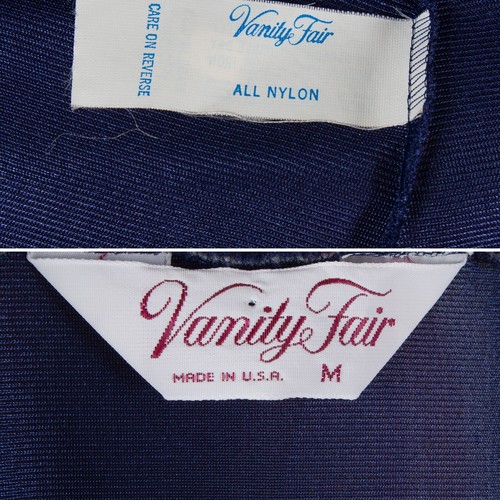 CARE ON REVERSE
Vanity Fair
ALL NYLON
Vanity Fair
MADE IN U.S.A. M